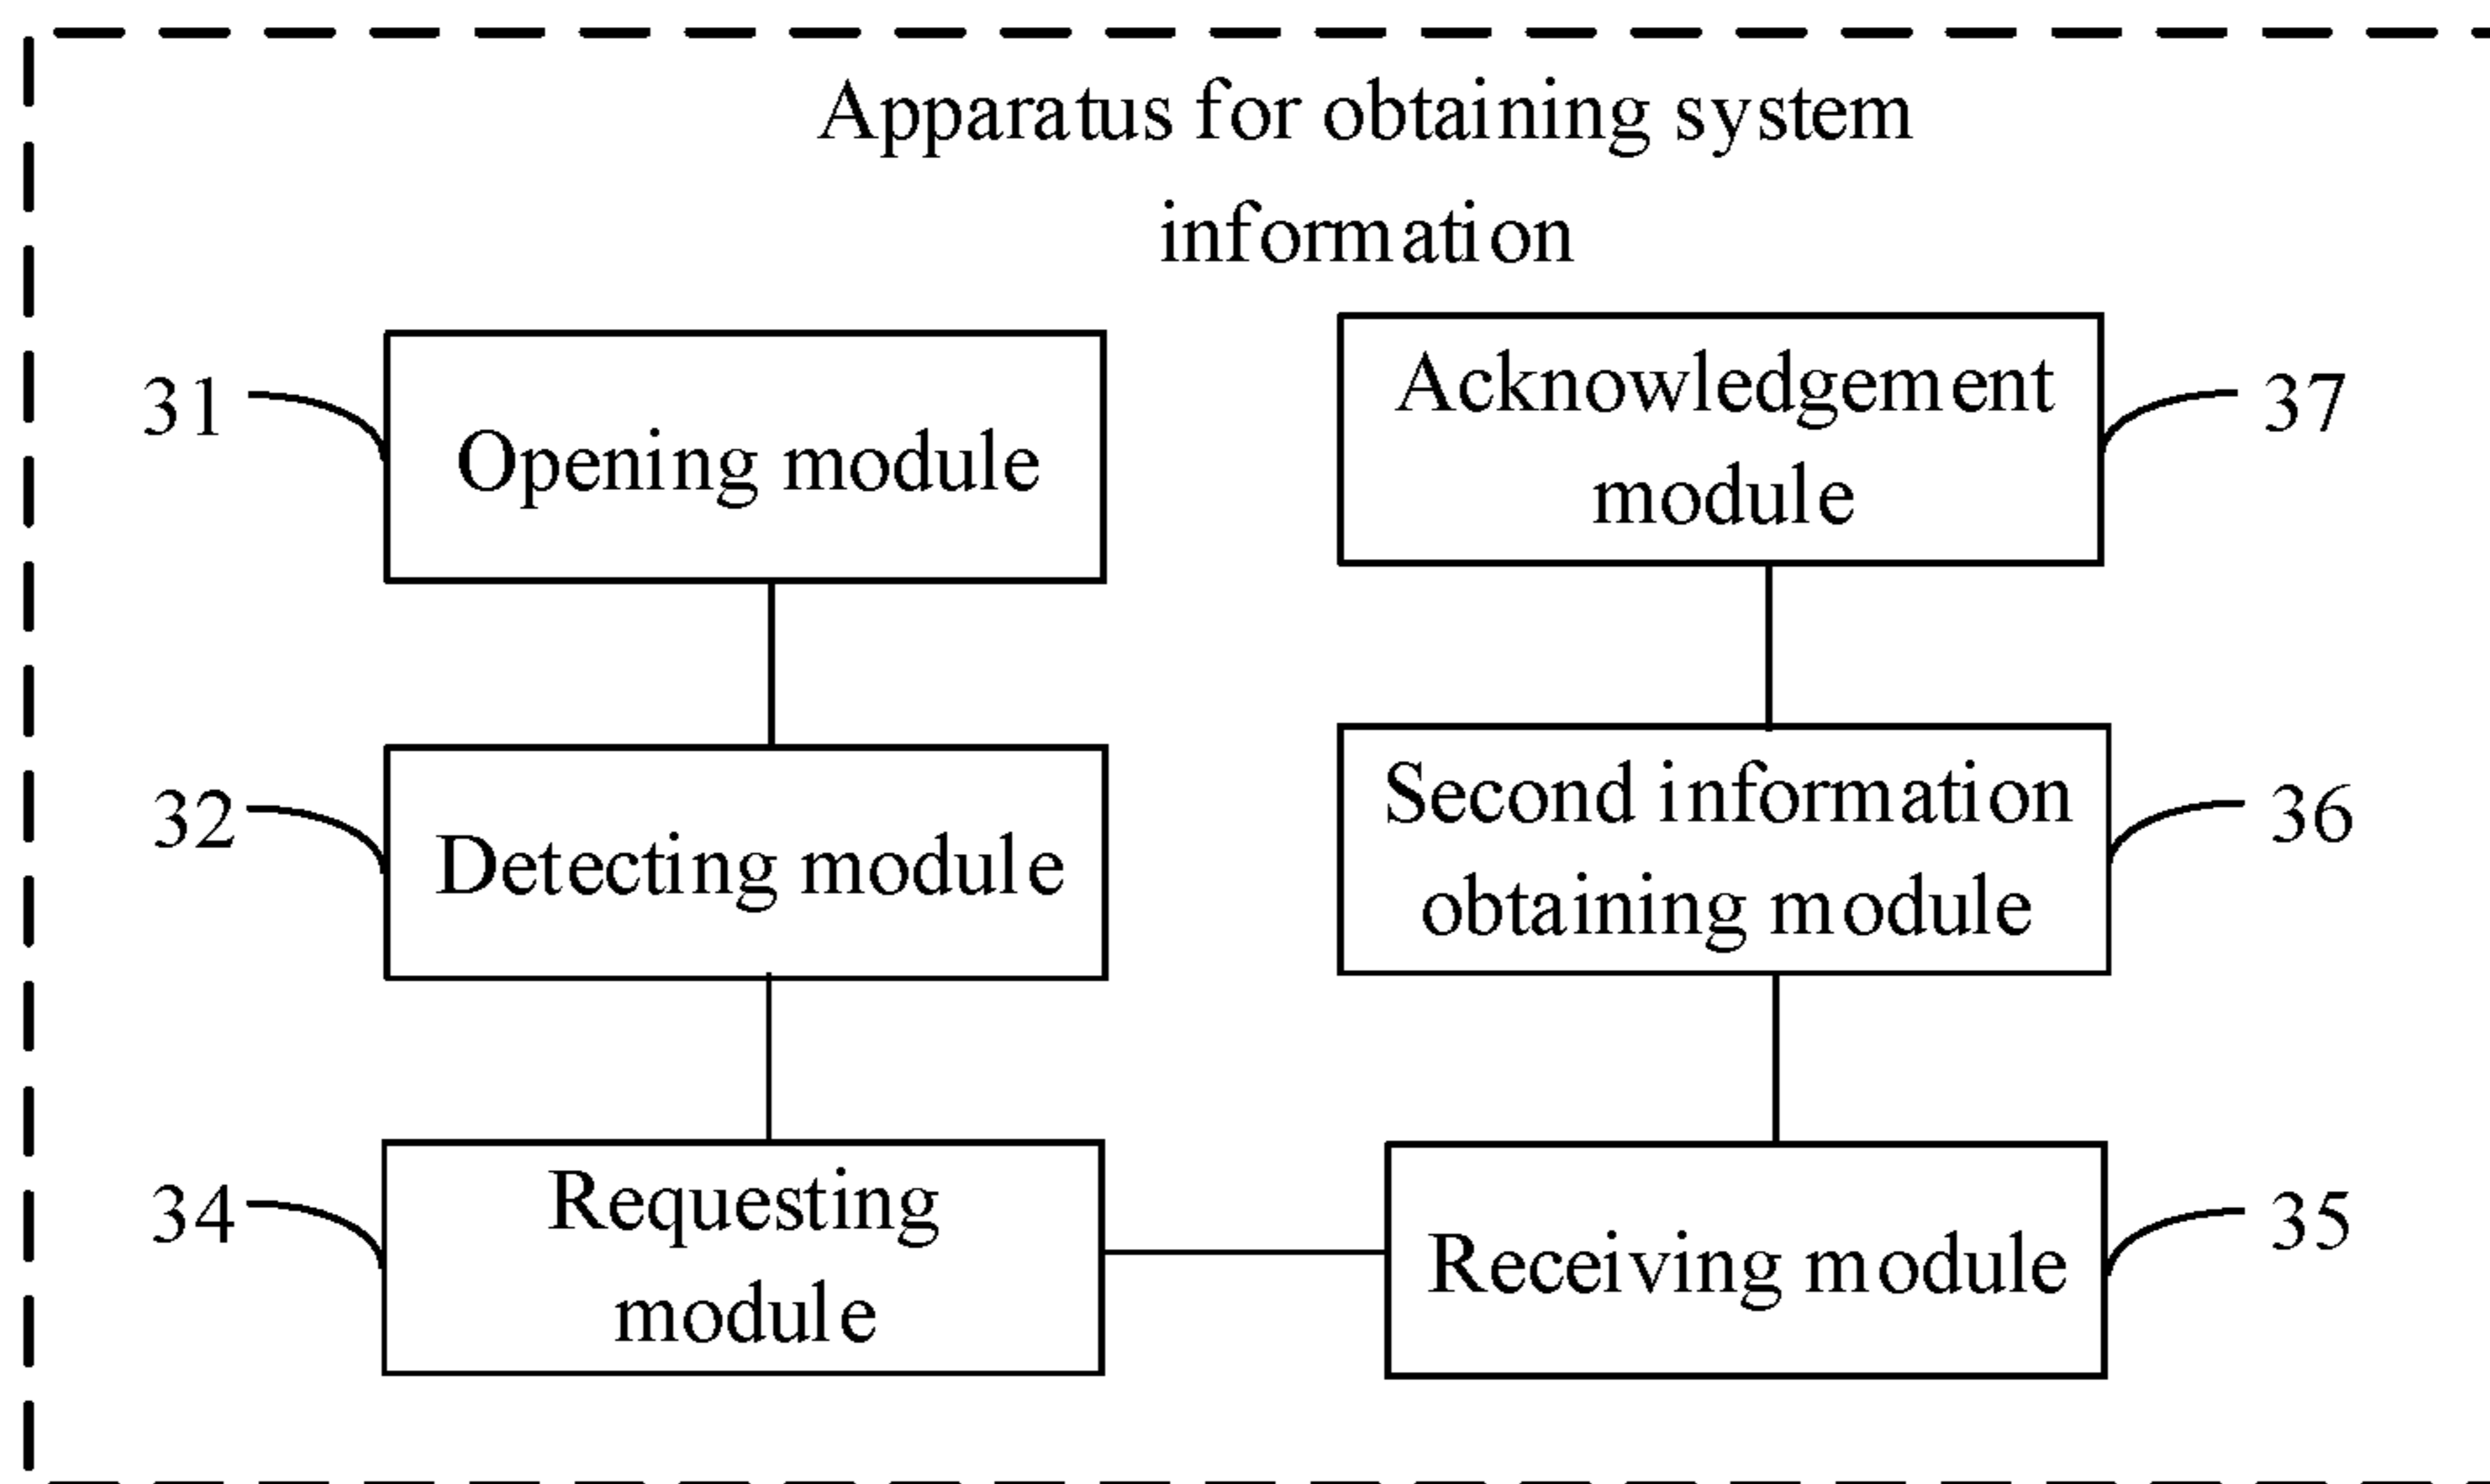 Apparatus for obtaining system
information
31
Opening module
Acknowledgement
module
37
32
Detecting module
Second information
obtaining module
36
34
Requesting
module
Receiving module
35